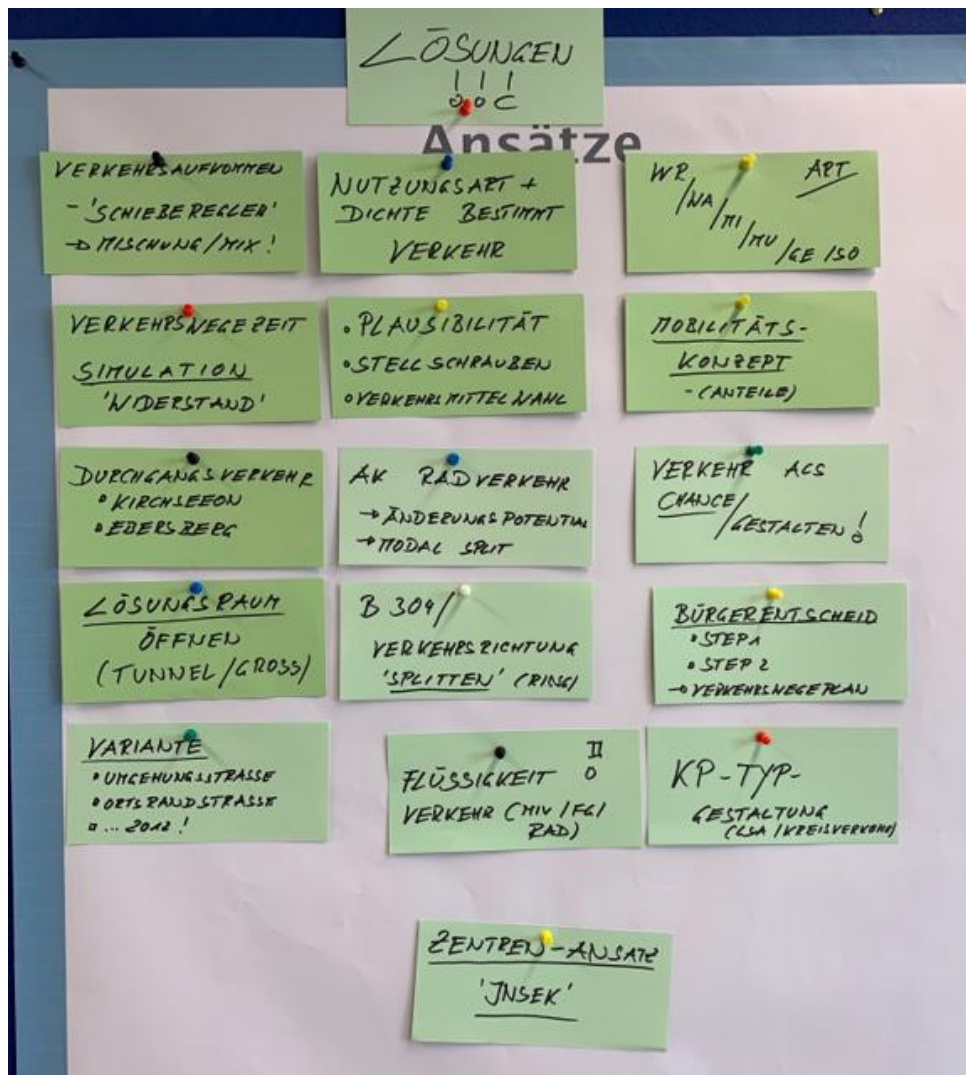 LÖSUNGEN
!!!
Ansätze
VERKEHRSAUFKOMMEN
- 'SCHIEBEREGLER'
→ MISCHUNG/MIX!
NUTZUNGSART +
DICHTE BESTIMMT
VERKEHR
WR ART
/WA
/MI
/MU
/GE/SO
VERKEHRSWEGEZEIT
SIMULATION
'WIDERSTAND'
• PLAUSIBILITÄT
• STELLSCHRAUBEN
• VERKEHRSMITTELWAHL
MOBILITÄTS-
KONZEPT
- (ANTEILE)
DURCHGANGSVERKEHR
• KIRCHSEEON
• EBERSBERG
AK RADVERKEHR
→ ÄNDERUNGSPOTENTIAL
→ MODAL SPLIT
VERKEHR ALS
CHANCE/
/GESTALTEN!
LÖSUNGSRAUM
ÖFFNEN
(TUNNEL/GROSS)
B 304/
VERKEHRSRICHTUNG
'SPLITTEN' (RING)
BÜRGERENTSCHEID
• STEP 1
• STEP 2
→ VERKEHRSWEGEPLAN
VARIANTE
• UMGEHUNGSSTRASSE
• ORTSRANDSTRASSE
• ... 2012!
FLÜSSIGKEIT
VERKEHR (MIV/FG/
RAD)
KP-TYP-
GESTALTUNG
(LSA/KREISVERKEHR)
ZENTREN-ANSATZ
'INSEK'